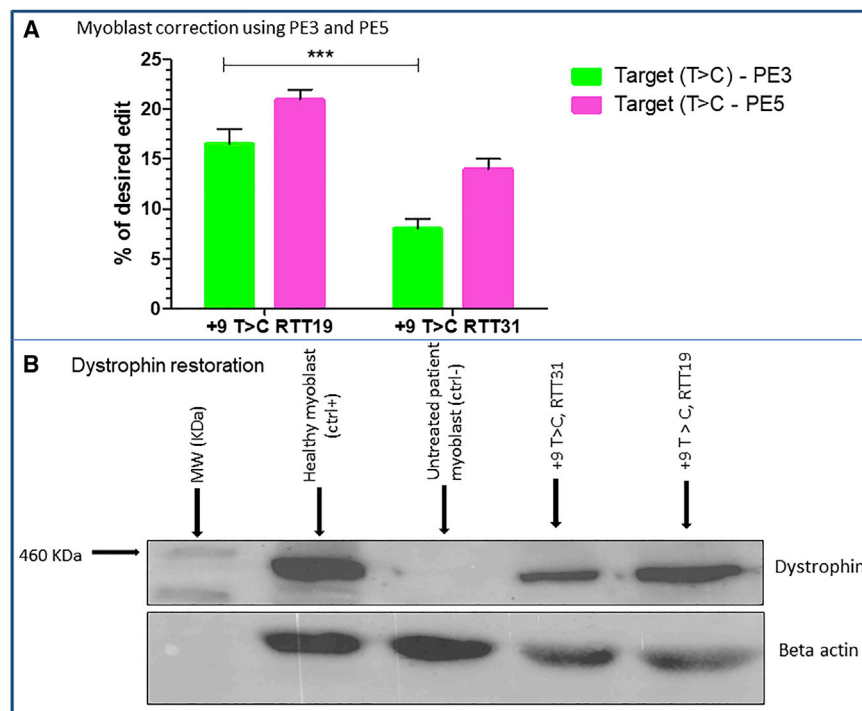 A Myoblast correction using PE3 and PE5
25
20
15
10
5
0
% of desired edit
***
Target (T>C) - PE3
Target (T>C - PE5
+9 T>C RTT19
+9 T>C RTT31
B Dystrophin restoration
MW (KDa)
Healthy myoblast
(ctrl+)
Untreated patient
myoblast (ctrl-)
+9 T>C, RTT31
+9 T > C, RTT19
460 KDa
Dystrophin
Beta actin